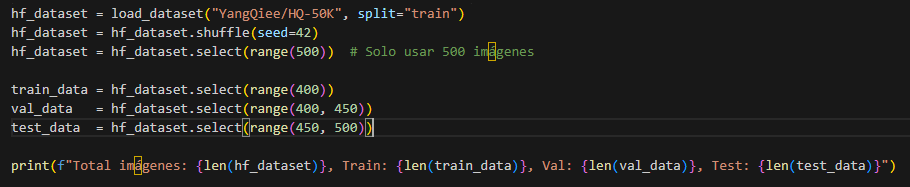 hf_dataset = load_dataset("YangQiee/HQ-50K", split="train")
hf_dataset = hf_dataset.shuffle(seed=42)
hf_dataset = hf_dataset.select(range(500))  # Solo usar 500 imágenes
train_data = hf_dataset.select(range(400))
val_data   = hf_dataset.select(range(400, 450))
test_data  = hf_dataset.select(range(450, 500))
print(f"Total imágenes: {len(hf_dataset)}, Train: {len(train_data)}, Val: {len(val_data)}, Test: {len(test_data)}")